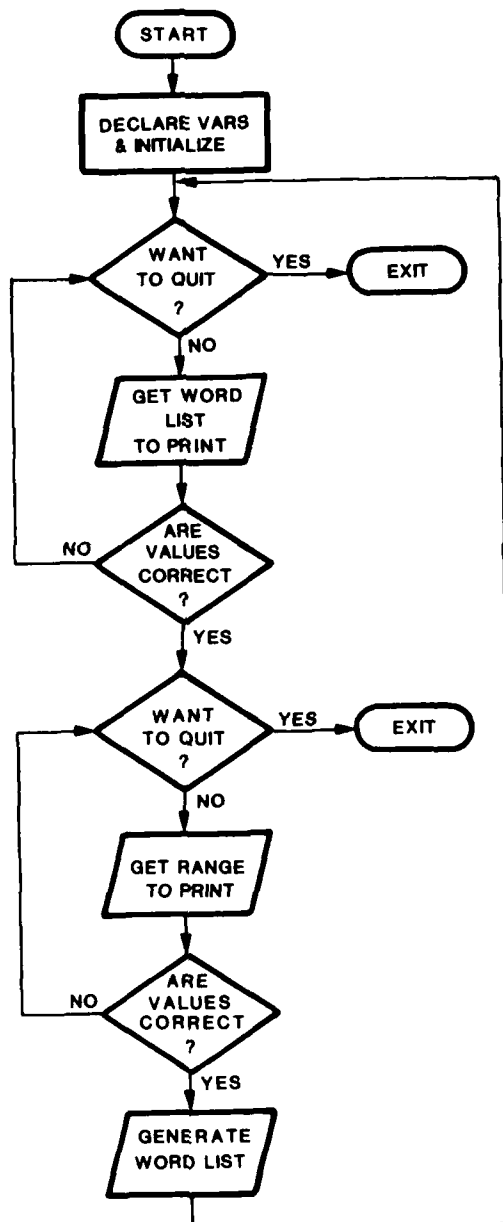 START
DECLARE VARS
& INITIALIZE
WANT
TO QUIT
?
YES
EXIT
NO
GET WORD
LIST
TO PRINT
ARE
VALUES
CORRECT
?
NO
YES
WANT
TO QUIT
?
YES
EXIT
NO
GET RANGE
TO PRINT
ARE
VALUES
CORRECT
?
NO
YES
GENERATE
WORD LIST